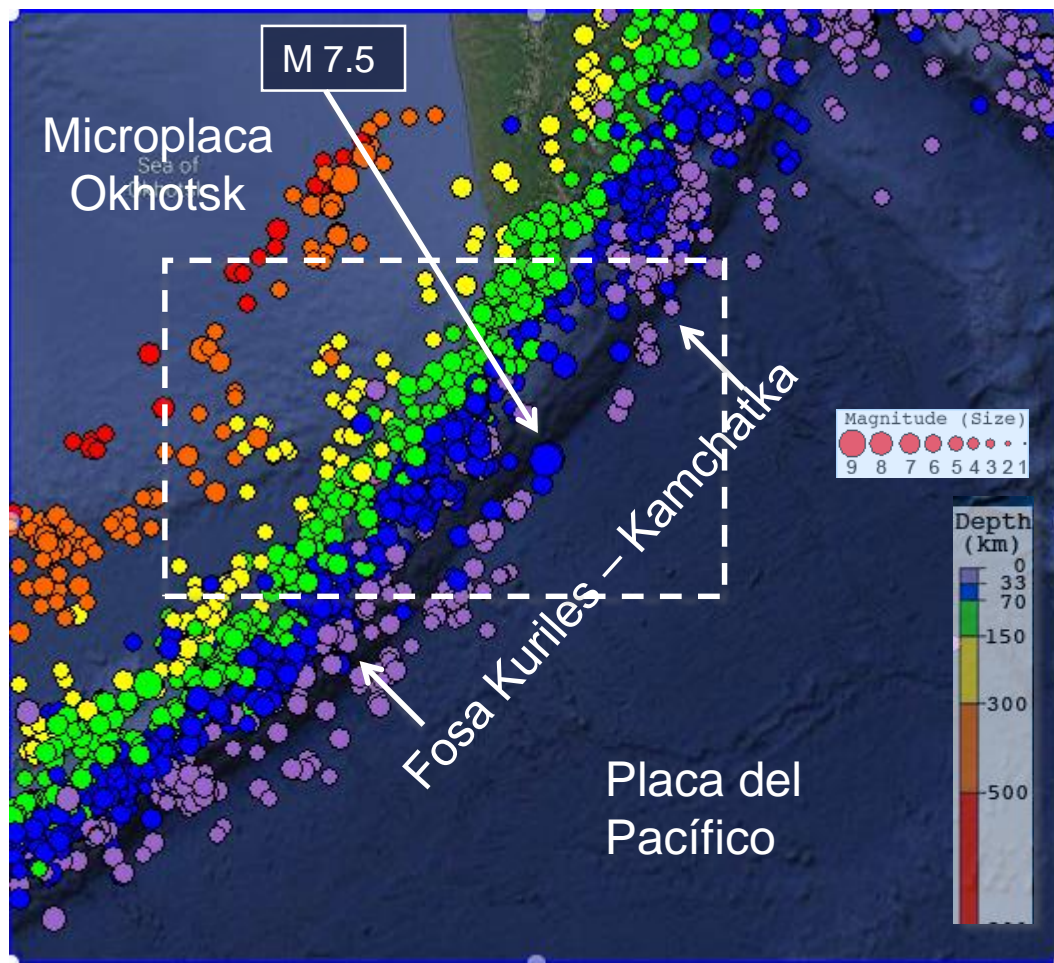 M 7.5
Microplaca
Okhotsk
Sea of
Fosa Kuriles – Kamchatka
Magnitude (Size)
9 8 7 6 5 4 3 2 1
Depth
(km)
0
33
70
150
300
500
Placa del
Pacífico